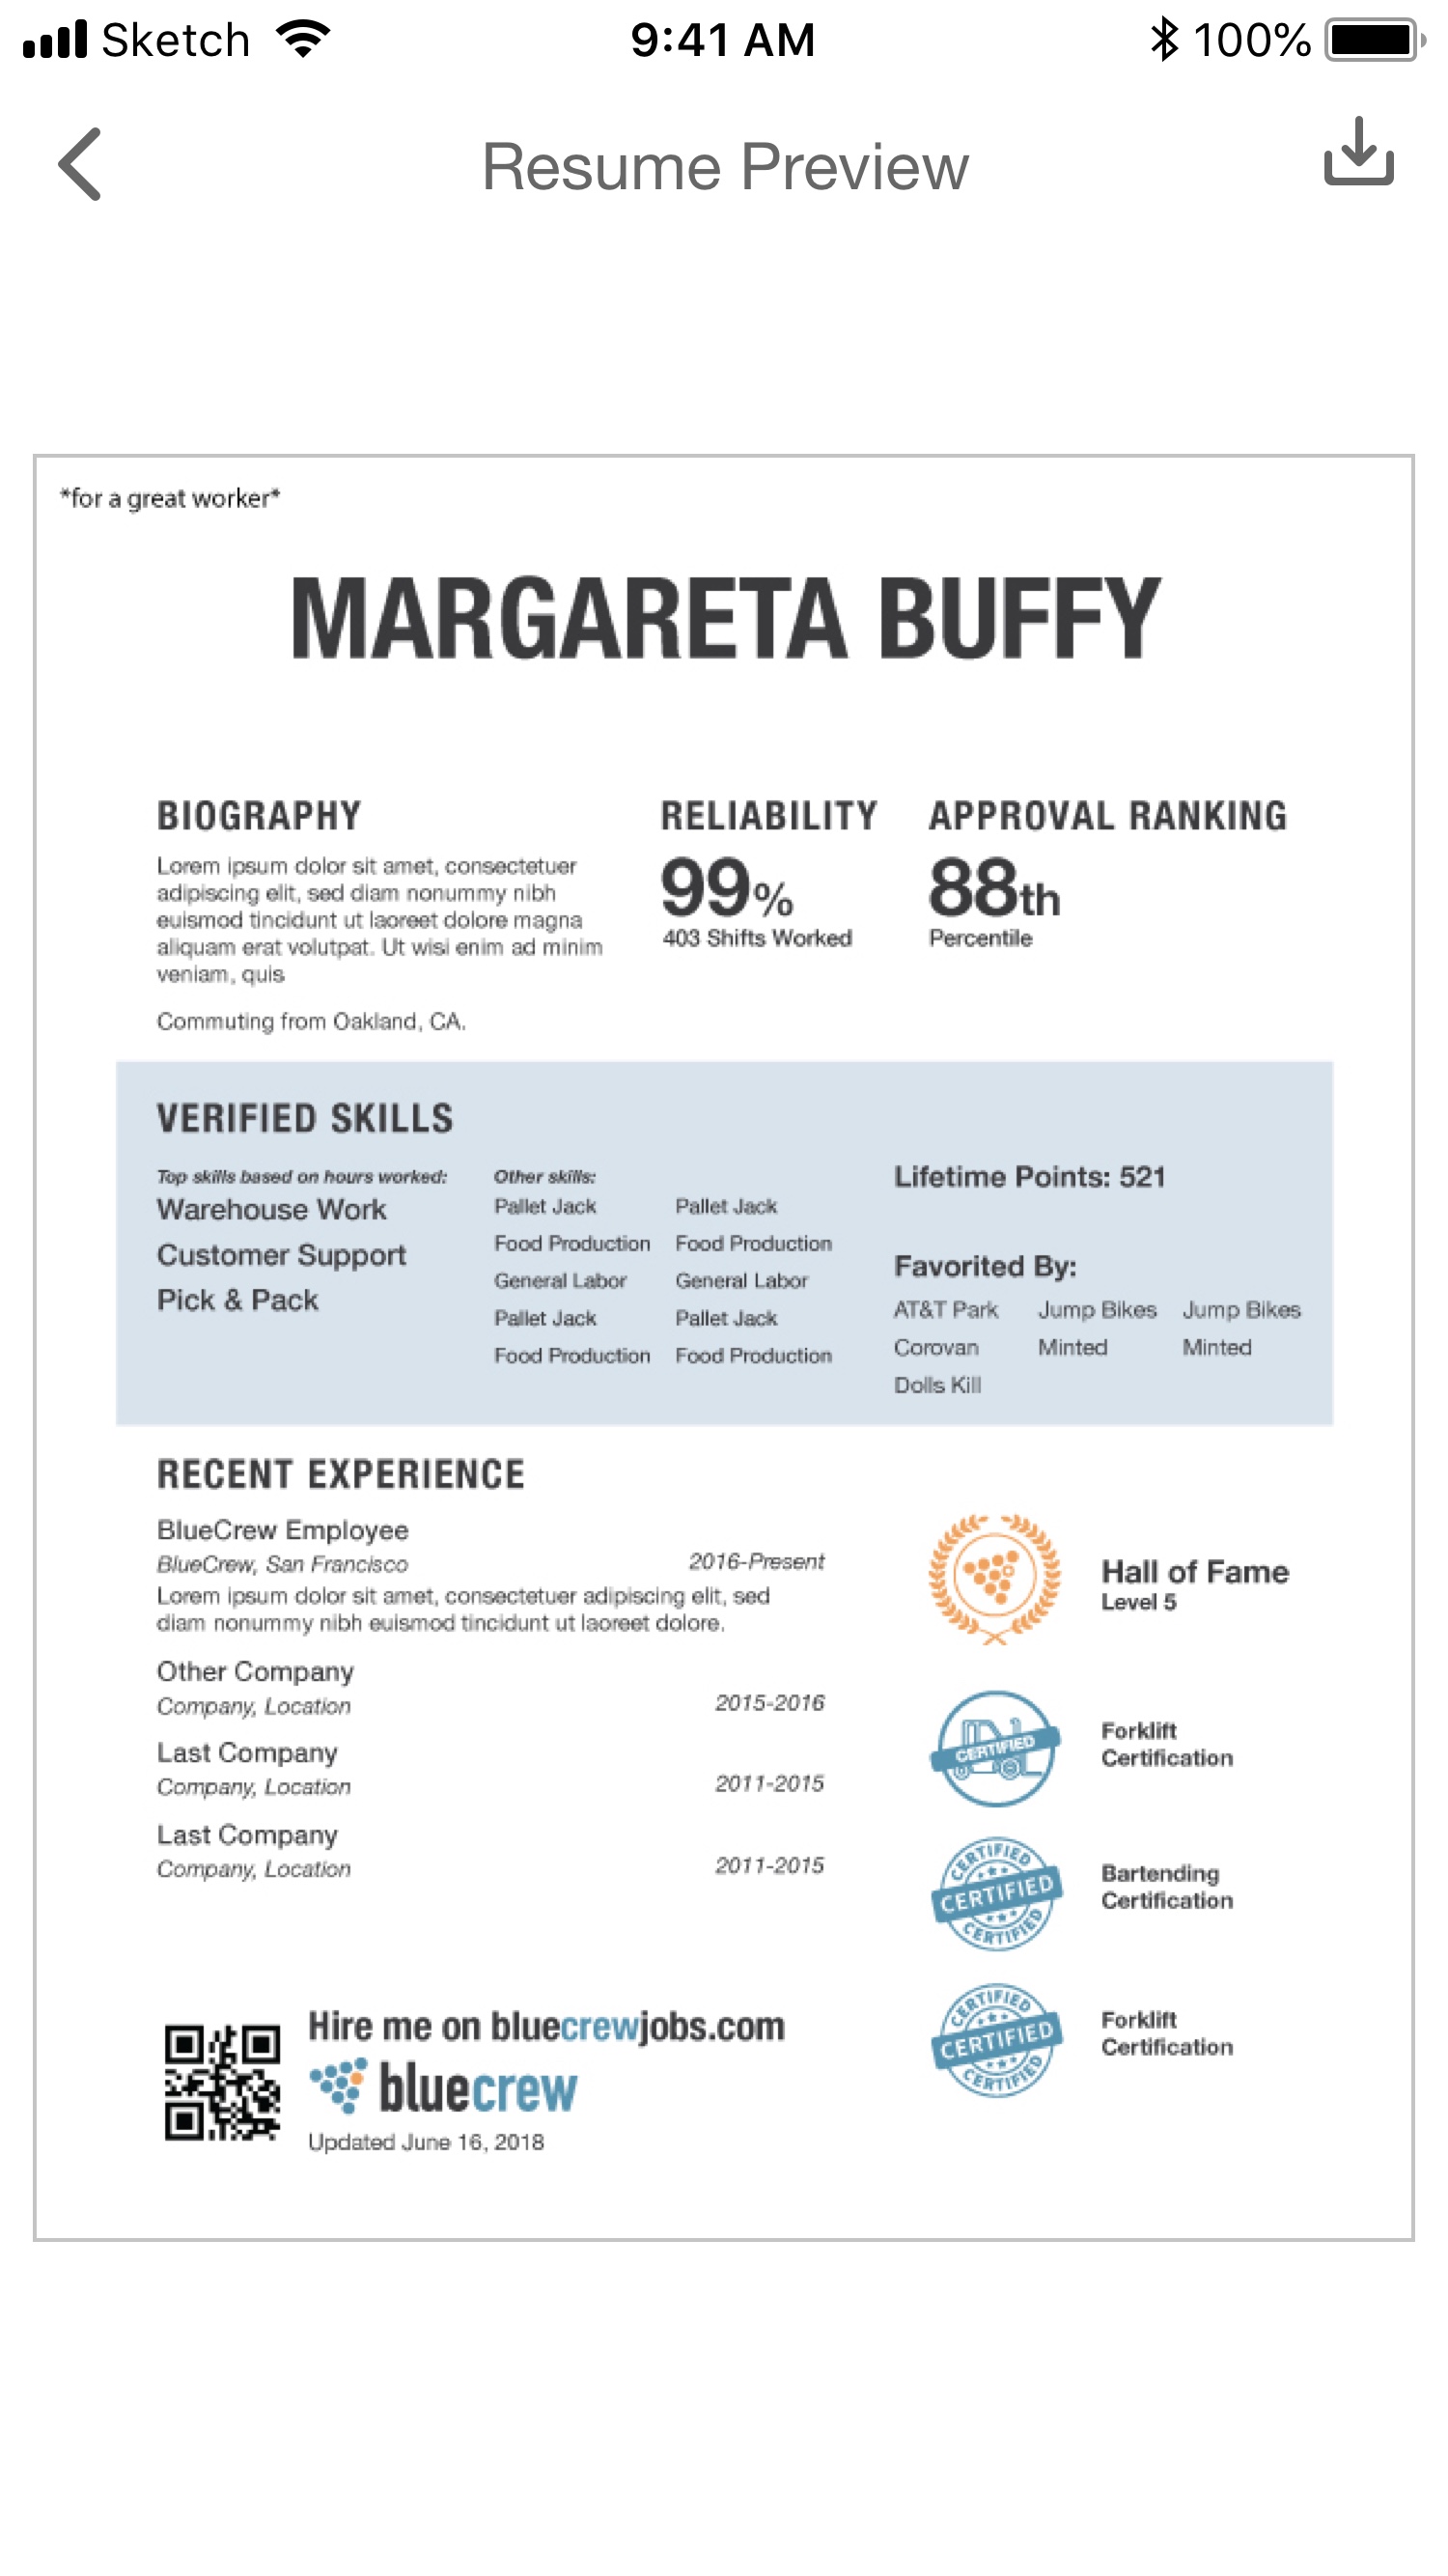 Sketch 9:41 AM 100%
Resume Preview
*for a great worker*
MARGARETA BUFFY
BIOGRAPHY
Lorem ipsum dolor sit amet, consectetuer
adipiscing elit, sed diam nonummy nibh
euismod tincidunt ut laoreet dolore magna
aliquam erat volutpat. Ut wisi enim ad minim
veniam, quis
Commuting from Oakland, CA.
RELIABILITY
99%
403 Shifts Worked
APPROVAL RANKING
88th
Percentile
VERIFIED SKILLS
Top skills based on hours worked:
Warehouse Work
Customer Support
Pick & Pack
Other skills:
Pallet Jack Pallet Jack
Food Production Food Production
General Labor General Labor
Pallet Jack Pallet Jack
Food Production Food Production
Lifetime Points: 521
Favorited By:
AT&T Park Jump Bikes Jump Bikes
Corovan Minted Minted
Dolls Kill
RECENT EXPERIENCE
BlueCrew Employee
BlueCrew, San Francisco 2016-Present
Lorem ipsum dolor sit amet, consectetuer adipiscing elit, sed
diam nonummy nibh euismod tincidunt ut laoreet dolore.
Other Company
Company, Location 2015-2016
Last Company
Company, Location 2011-2015
Last Company
Company, Location 2011-2015
Hall of Fame
Level 5
CERTIFIED
Forklift
Certification
CERTIFIED
CERTIFIED
CERTIFIED
Bartending
Certification
CERTIFIED
CERTIFIED
CERTIFIED
Forklift
Certification
Hire me on bluecrewjobs.com
bluecrew
Updated June 16, 2018